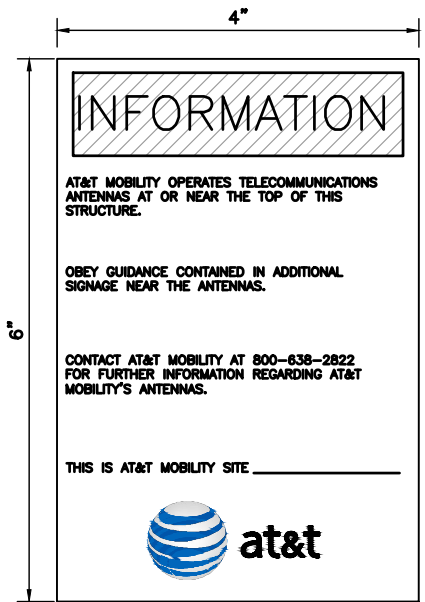 4"
6"
INFORMATION
AT&T MOBILITY OPERATES TELECOMMUNICATIONS
ANTENNAS AT OR NEAR THE TOP OF THIS
STRUCTURE.
OBEY GUIDANCE CONTAINED IN ADDITIONAL
SIGNAGE NEAR THE ANTENNAS.
CONTACT AT&T MOBILITY AT 800-638-2822
FOR FURTHER INFORMATION REGARDING AT&T
MOBILITY'S ANTENNAS.
THIS IS AT&T MOBILITY SITE
at&t